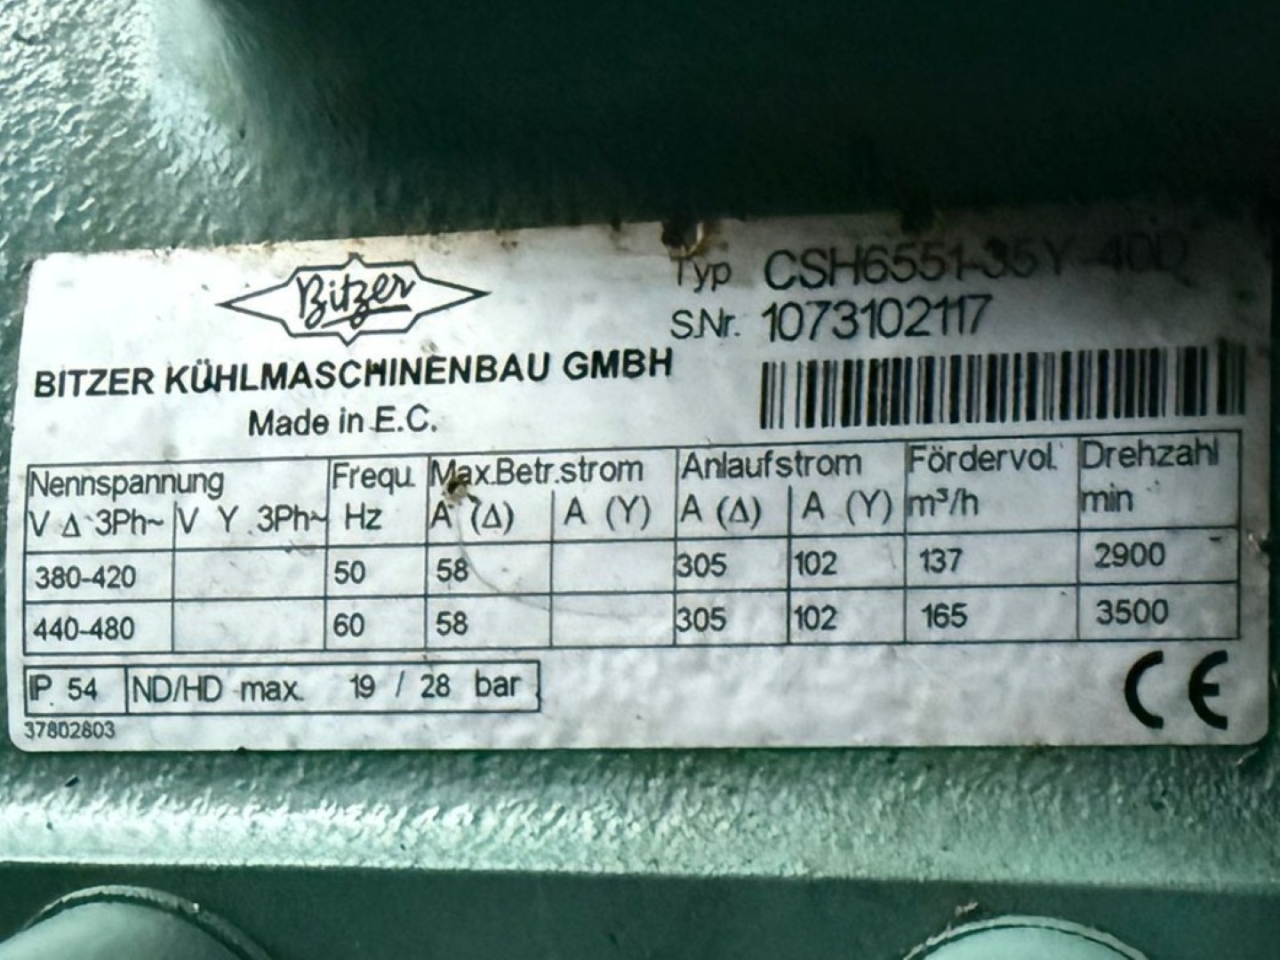 Bitzer
Typ CSH6551-35Y-40D
S.Nr. 1073102117
BITZER KÜHLMASCHINENBAU GMBH
Made in E.C.
Nennspannung Frequ. Max.Betr.strom Anlaufstrom Fördervol. Drehzahl
V Δ 3Ph~ V Y 3Ph~ Hz A (Δ) A (Y) A (Δ) A (Y) m³/h min
380-420 50 58 305 102 137 2900
440-480 60 58 305 102 165 3500
IP 54 ND/HD max. 19 / 28 bar
CE
37802803